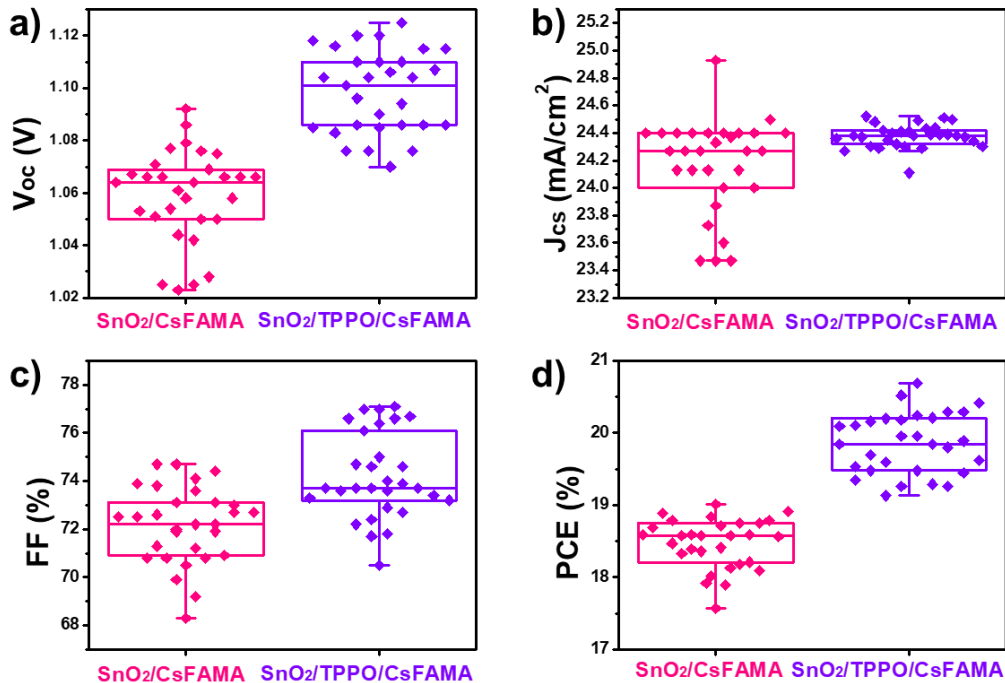 a)
Voc (V)
1.12
1.10
1.08
1.06
1.04
1.02
SnO2/CsFAMA
SnO2/TPPO/CsFAMA
b)
Jcs (mA/cm2)
25.2
25.0
24.8
24.6
24.4
24.2
24.0
23.8
23.6
23.4
23.2
SnO2/CsFAMA
SnO2/TPPO/CsFAMA
c)
FF (%)
78
76
74
72
70
68
SnO2/CsFAMA
SnO2/TPPO/CsFAMA
d)
PCE (%)
21
20
19
18
17
SnO2/CsFAMA
SnO2/TPPO/CsFAMA